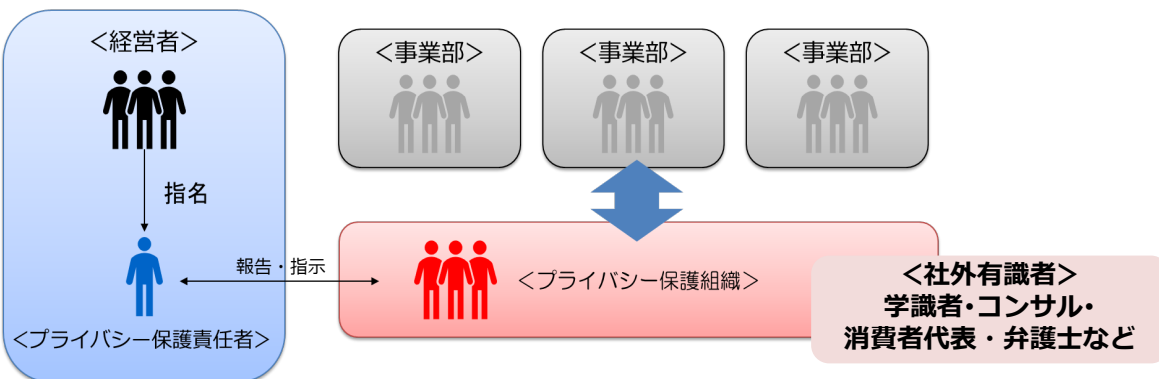 <経営者>
指名
<プライバシー保護責任者>
<事業部>
<事業部>
<事業部>
報告・指示
<プライバシー保護組織>
<社外有識者>
学識者・コンサル・
消費者代表・弁護士など